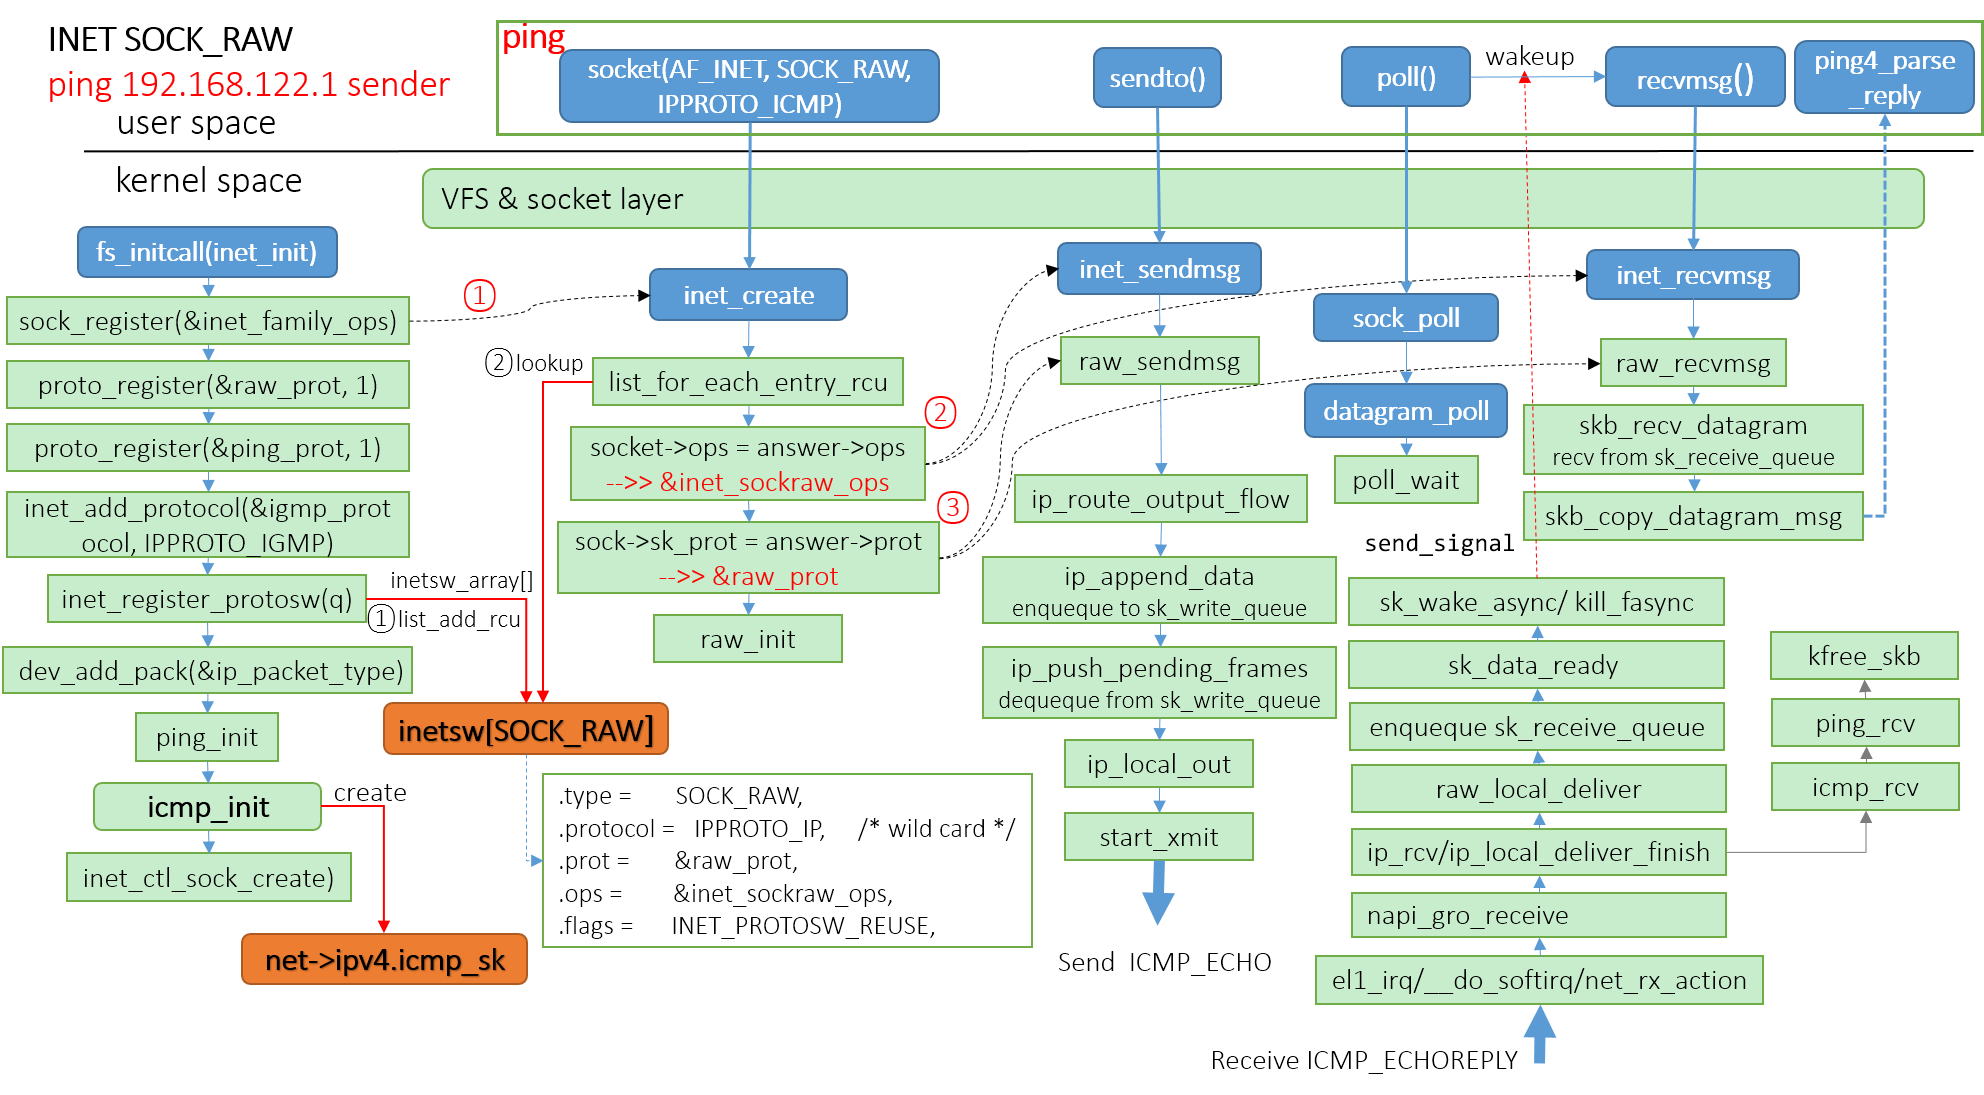 INET SOCK_RAW
ping 192.168.122.1 sender
user space
kernel space
ping
socket(AF_INET, SOCK_RAW,
IPPROTO_ICMP)
sendto()
poll()
wakeup
recvmsg()
ping4_parse
_reply
VFS & socket layer
fs_initcall(inet_init)
sock_register(&inet_family_ops)
proto_register(&raw_prot, 1)
proto_register(&ping_prot, 1)
inet_add_protocol(&igmp_prot
ocol, IPPROTO_IGMP)
inet_register_protosw(q)
dev_add_pack(&ip_packet_type)
ping_init
icmp_init
inet_ctl_sock_create)
create
net->ipv4.icmp_sk
inetsw_array[]
① list_add_rcu
inetsw[SOCK_RAW]
①
② lookup
inet_create
list_for_each_entry_rcu
②
socket->ops = answer->ops
-->> &inet_sockraw_ops
③
sock->sk_prot = answer->prot
-->> &raw_prot
raw_init
.type = SOCK_RAW,
.protocol = IPPROTO_IP, /* wild card */
.prot = &raw_prot,
.ops = &inet_sockraw_ops,
.flags = INET_PROTOSW_REUSE,
inet_sendmsg
raw_sendmsg
ip_route_output_flow
ip_append_data
enqueque to sk_write_queue
ip_push_pending_frames
dequeque from sk_write_queue
ip_local_out
start_xmit
Send ICMP_ECHO
sock_poll
datagram_poll
poll_wait
inet_recvmsg
raw_recvmsg
skb_recv_datagram
recv from sk_receive_queue
skb_copy_datagram_msg
send_signal
sk_wake_async/ kill_fasync
sk_data_ready
enqueque sk_receive_queue
raw_local_deliver
ip_rcv/ip_local_deliver_finish
napi_gro_receive
el1_irq/__do_softirq/net_rx_action
Receive ICMP_ECHOREPLY
kfree_skb
ping_rcv
icmp_rcv